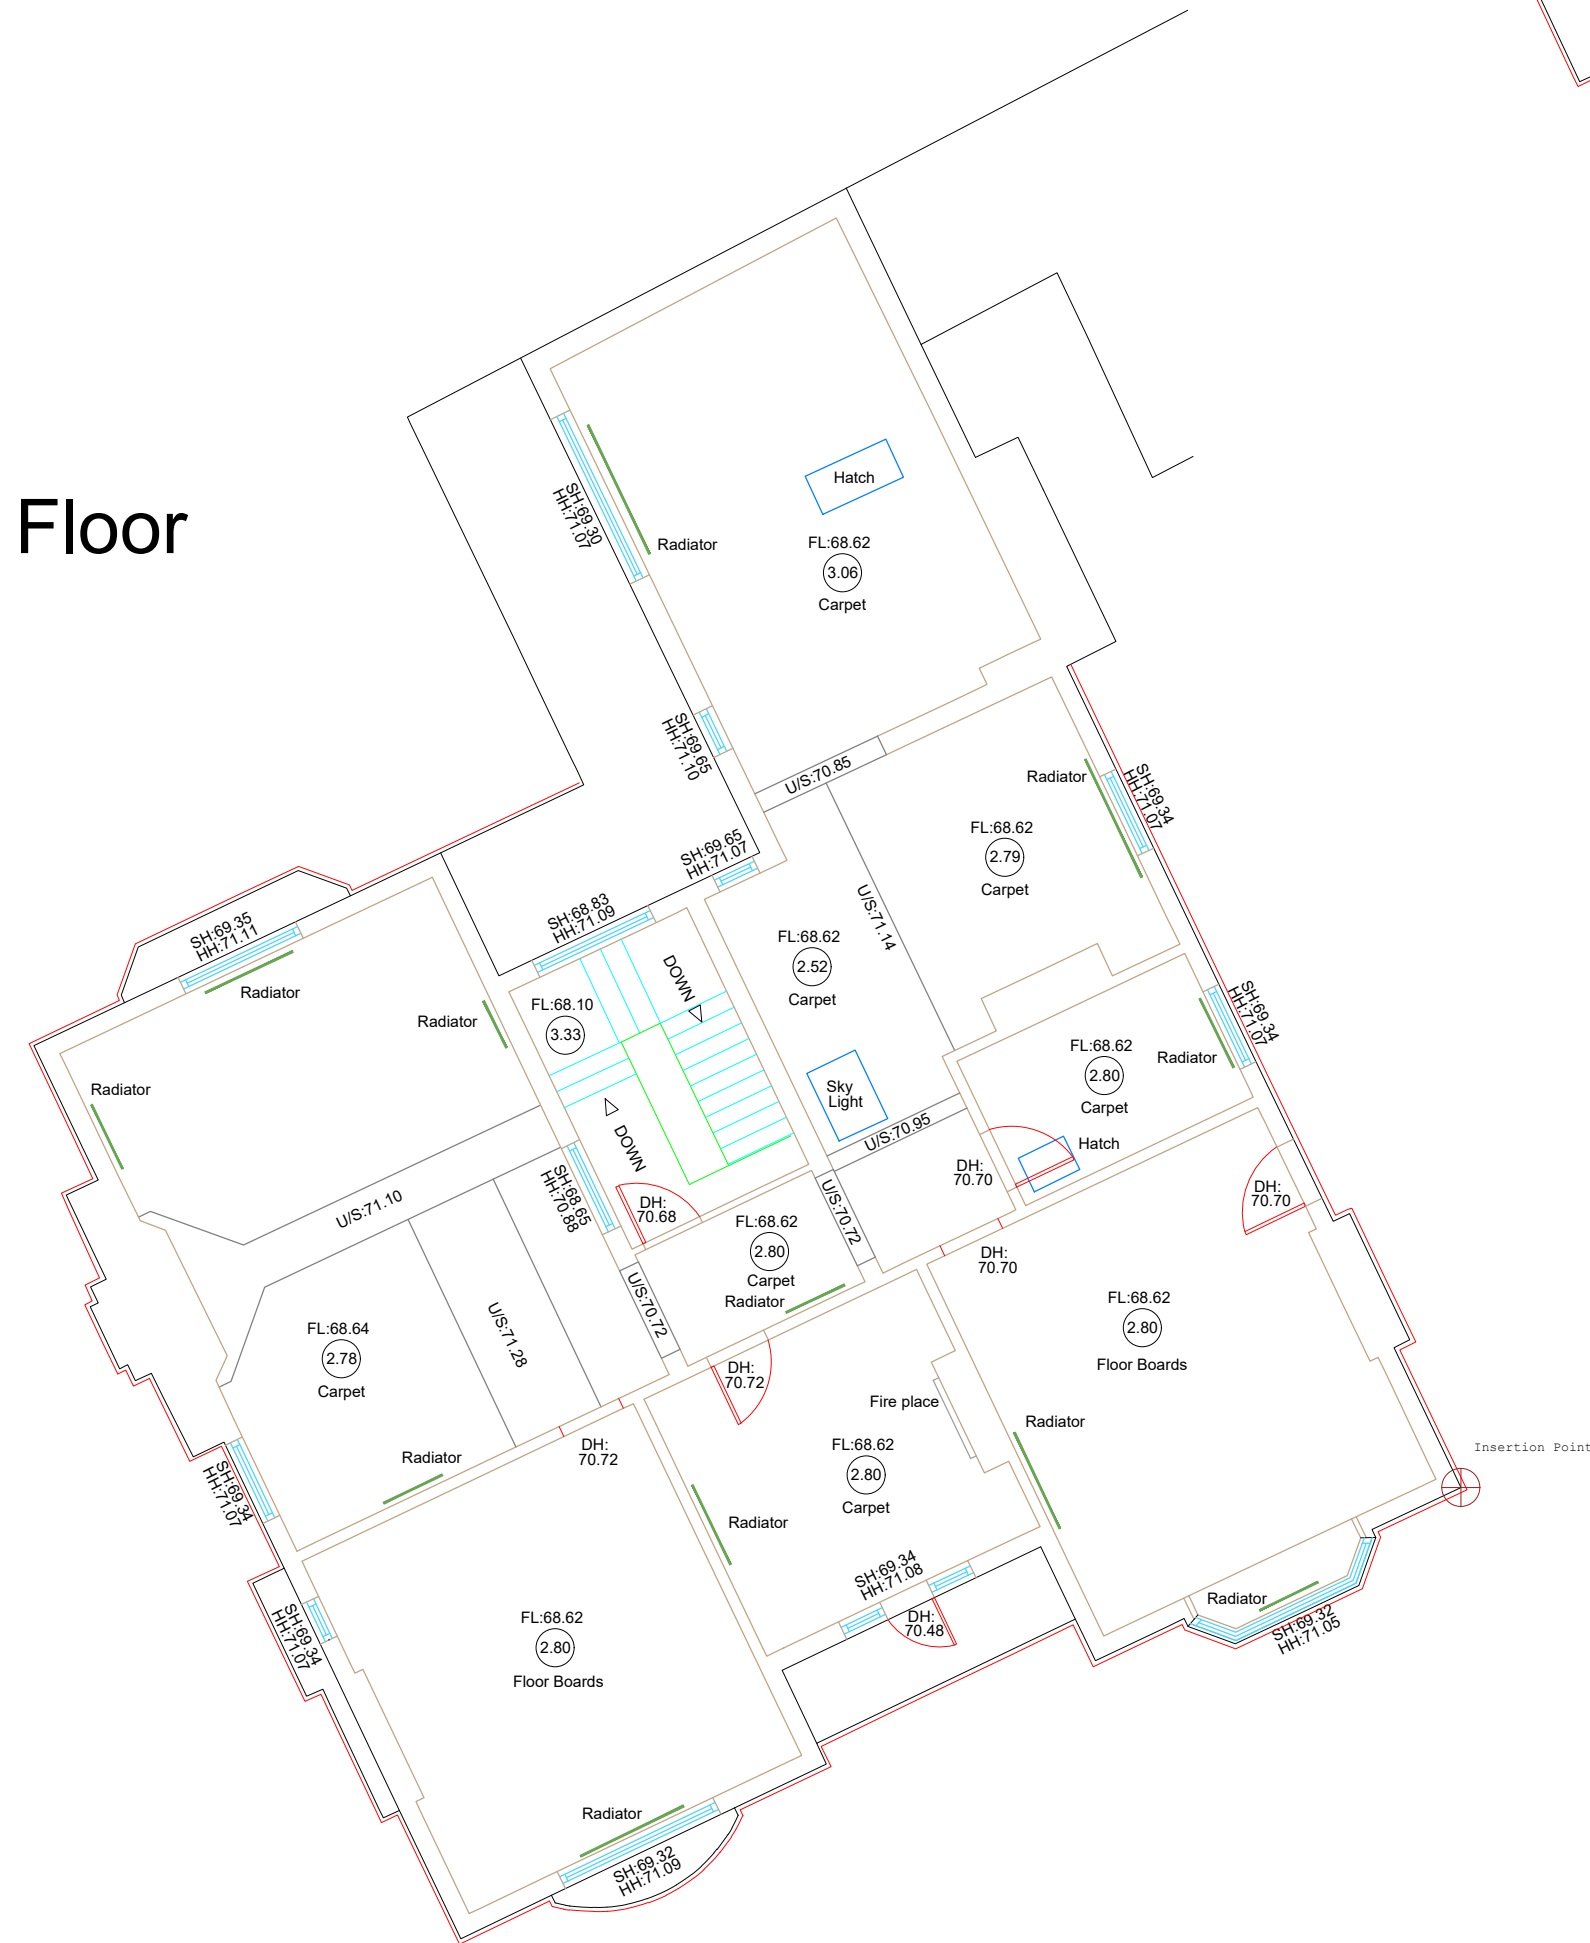 Floor
Hatch
SH:69.30
HH:71.07
Radiator
FL:68.62
3.06
Carpet
SH:69.65
HH:71.10
U/S:70.85
Radiator
SH:69.34
HH:71.07
FL:68.62
2.79
Carpet
SH:69.65
HH:71.07
U/S:71.14
SH:68.83
HH:71.09
SH:69.35
HH:71.11
FL:68.62
2.52
Carpet
DOWN
Radiator
Radiator
FL:68.10
3.33
SH:69.34
HH:71.07
Radiator
FL:68.62
2.80
Carpet
Radiator
Sky
Light
U/S:70.95
Hatch
DOWN
DH:
70.70
DH:
70.70
SH:68.65
HH:70.88
U/S:71.10
DH:
70.68
U/S:70.72
FL:68.62
2.80
Carpet
Radiator
DH:
70.70
U/S:70.72
FL:68.62
2.80
Floor Boards
U/S:71.28
FL:68.64
2.78
Carpet
DH:
70.72
Fire place
Radiator
Radiator
DH:
70.72
FL:68.62
2.80
Carpet
Insertion Point
SH:69.34
HH:71.07
Radiator
SH:69.34
HH:71.08
DH:
70.48
Radiator
SH:69.32
HH:71.05
SH:69.34
HH:71.07
FL:68.62
2.80
Floor Boards
Radiator
SH:69.32
HH:71.09